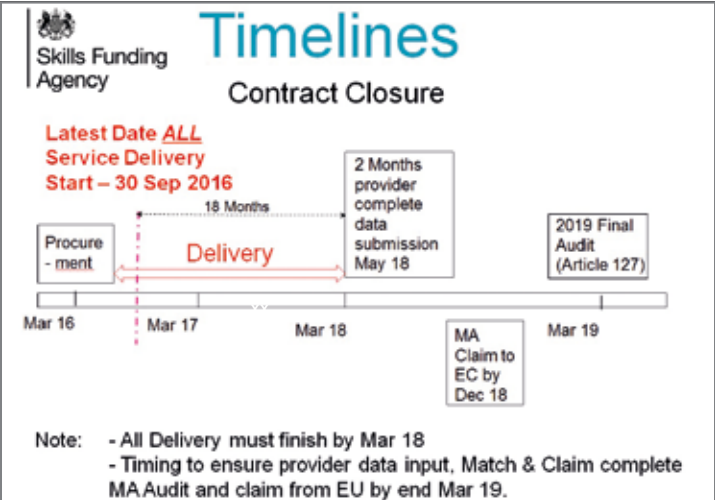 Skills Funding
Agency
Timelines
Contract Closure
Latest Date ALL
Service Delivery
Start – 30 Sep 2016
18 Months
2 Months
provider
complete
data
submission
May 18
Procure
- ment
Delivery
2019 Final
Audit
(Article 127)
Mar 16
Mar 17
Mar 18
MA
Claim to
EC by
Dec 18
Mar 19
Note: - All Delivery must finish by Mar 18
- Timing to ensure provider data input, Match & Claim complete
MA Audit and claim from EU by end Mar 19.